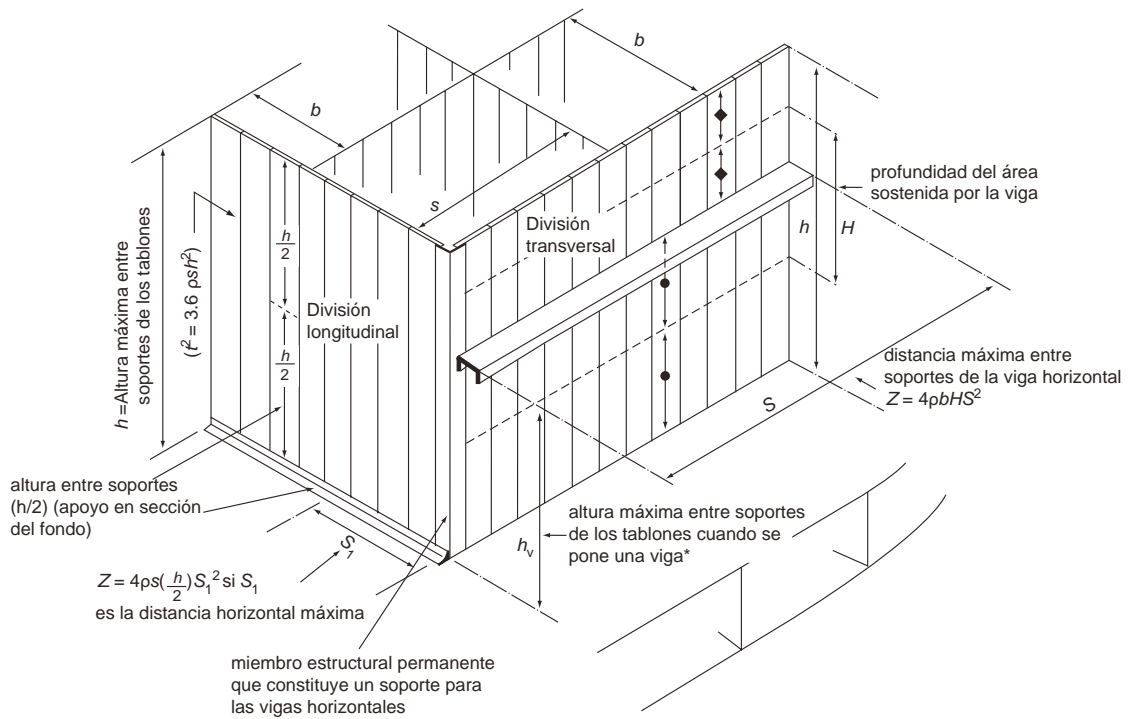 b
b
s
h =Altura máxima entre
soportes de los tablones
(t² = 3.6 ρsh²)
h
2
h
2
División
longitudinal
División
transversal
profundidad del área
sostenida por la viga
h
H
distancia máxima entre
soportes de la viga horizontal
Z = 4ρbHS²
S
altura entre soportes
(h/2) (apoyo en sección
del fondo)
S₁
Z = 4ρs(h/2)S₁² si S₁
es la distancia horizontal máxima
hᵥ
altura máxima entre soportes
de los tablones cuando se
pone una viga*
miembro estructural permanente
que constituye un soporte para
las vigas horizontales